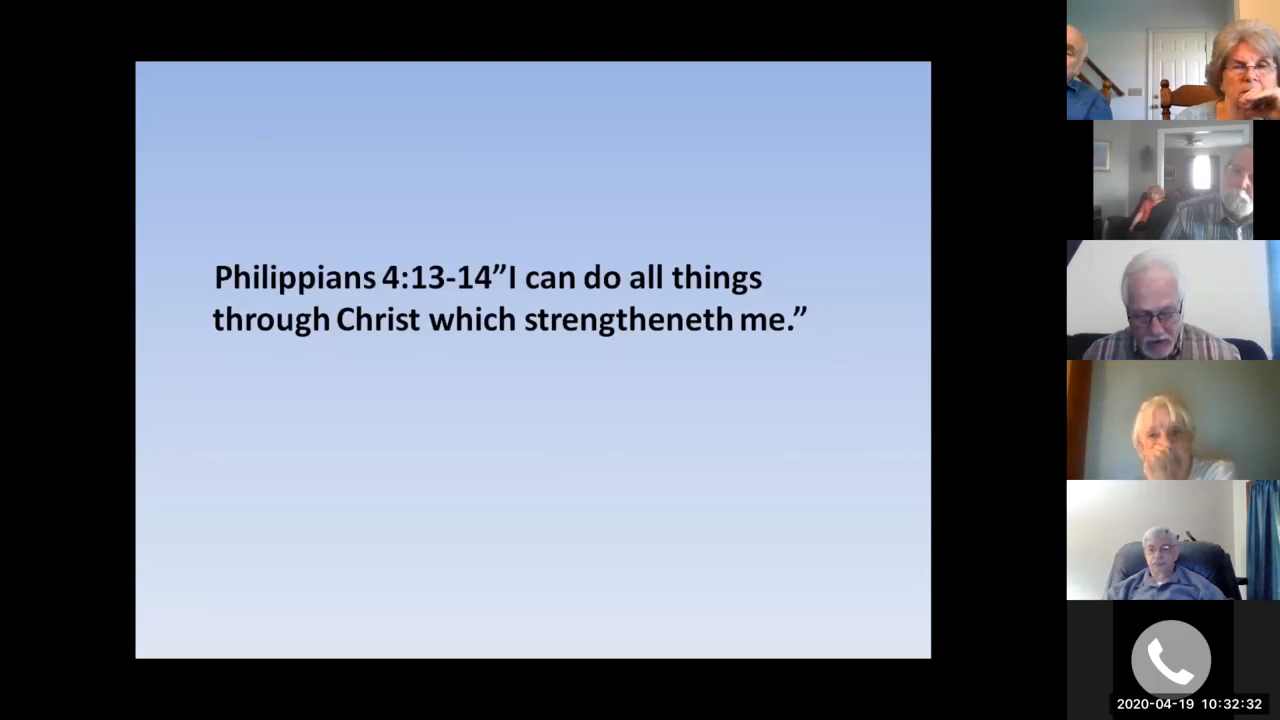 Philippians 4:13-14”I can do all things
through Christ which strengtheneth me.”
2020-04-19 10:32:32